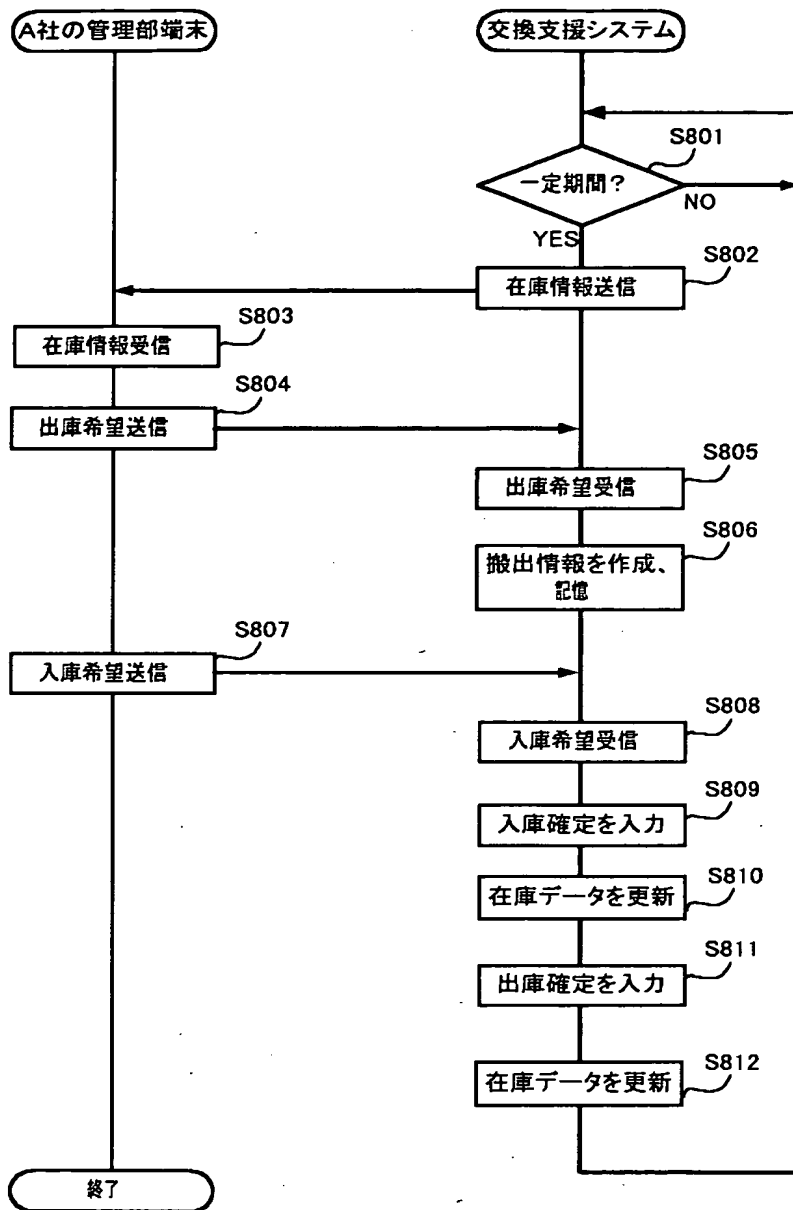 A社の管理部端末
交換支援システム
S801
一定期間？
NO
YES
S802
在庫情報送信
S803
在庫情報受信
S804
出庫希望送信
S805
出庫希望受信
S806
搬出情報を作成、
記憶
S807
入庫希望送信
S808
入庫希望受信
S809
入庫確定を入力
S810
在庫データを更新
S811
出庫確定を入力
S812
在庫データを更新
終了